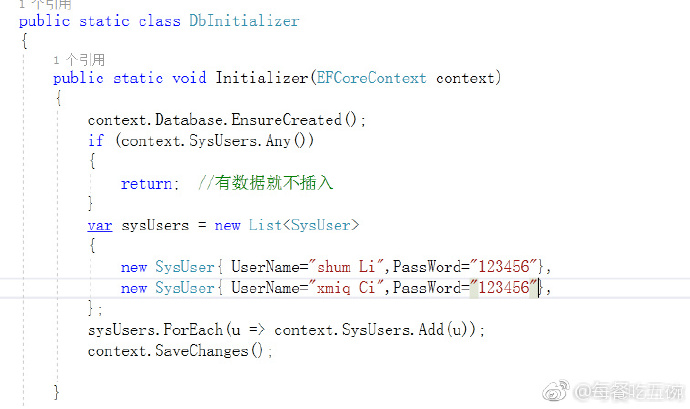 1 个引用
public static class DbInitializer
{
1 个引用
public static void Initializer(EFCoreContext context)
{
context.Database.EnsureCreated();
if (context.SysUsers.Any())
{
return; //有数据就不插入
}
var sysUsers = new List<SysUser>
{
new SysUser{ UserName="shum Li",PassWord="123456"},
new SysUser{ UserName="xmiq Ci",PassWord="123456"},
};
sysUsers.ForEach(u => context.SysUsers.Add(u));
context.SaveChanges();
}
@每餐吃五碗